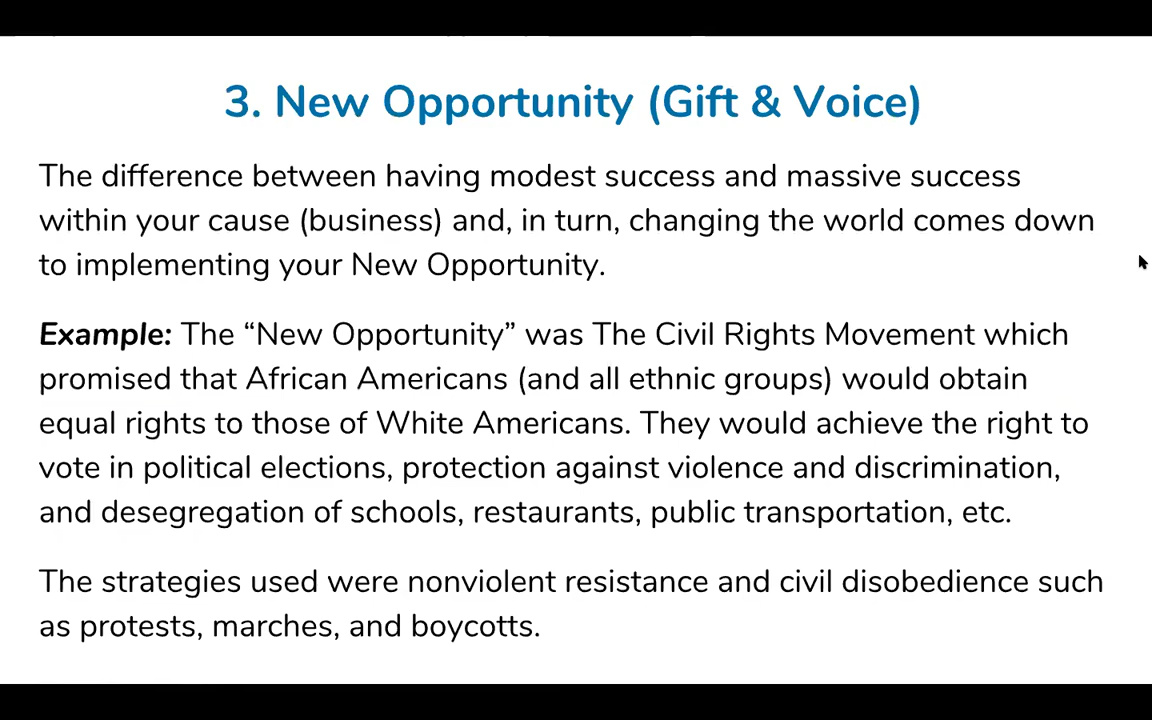 3. New Opportunity (Gift & Voice)
The difference between having modest success and massive success
within your cause (business) and, in turn, changing the world comes down
to implementing your New Opportunity.
Example: The “New Opportunity” was The Civil Rights Movement which
promised that African Americans (and all ethnic groups) would obtain
equal rights to those of White Americans. They would achieve the right to
vote in political elections, protection against violence and discrimination,
and desegregation of schools, restaurants, public transportation, etc.
The strategies used were nonviolent resistance and civil disobedience such
as protests, marches, and boycotts.